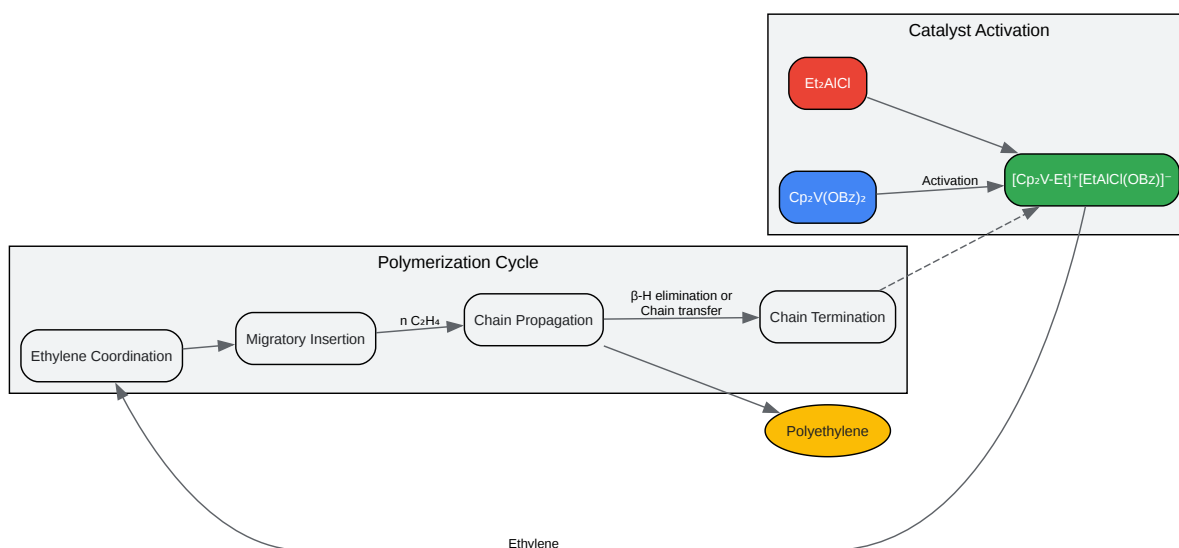 Catalyst Activation
Et₂AlCl
Cp₂V(OBz)₂
Activation
[Cp₂V-Et]⁺[EtAlCl(OBz)]⁻
Polymerization Cycle
Ethylene Coordination
Migratory Insertion
n C₂H₄
Chain Propagation
β-H elimination or
Chain transfer
Chain Termination
Polyethylene
Ethylene